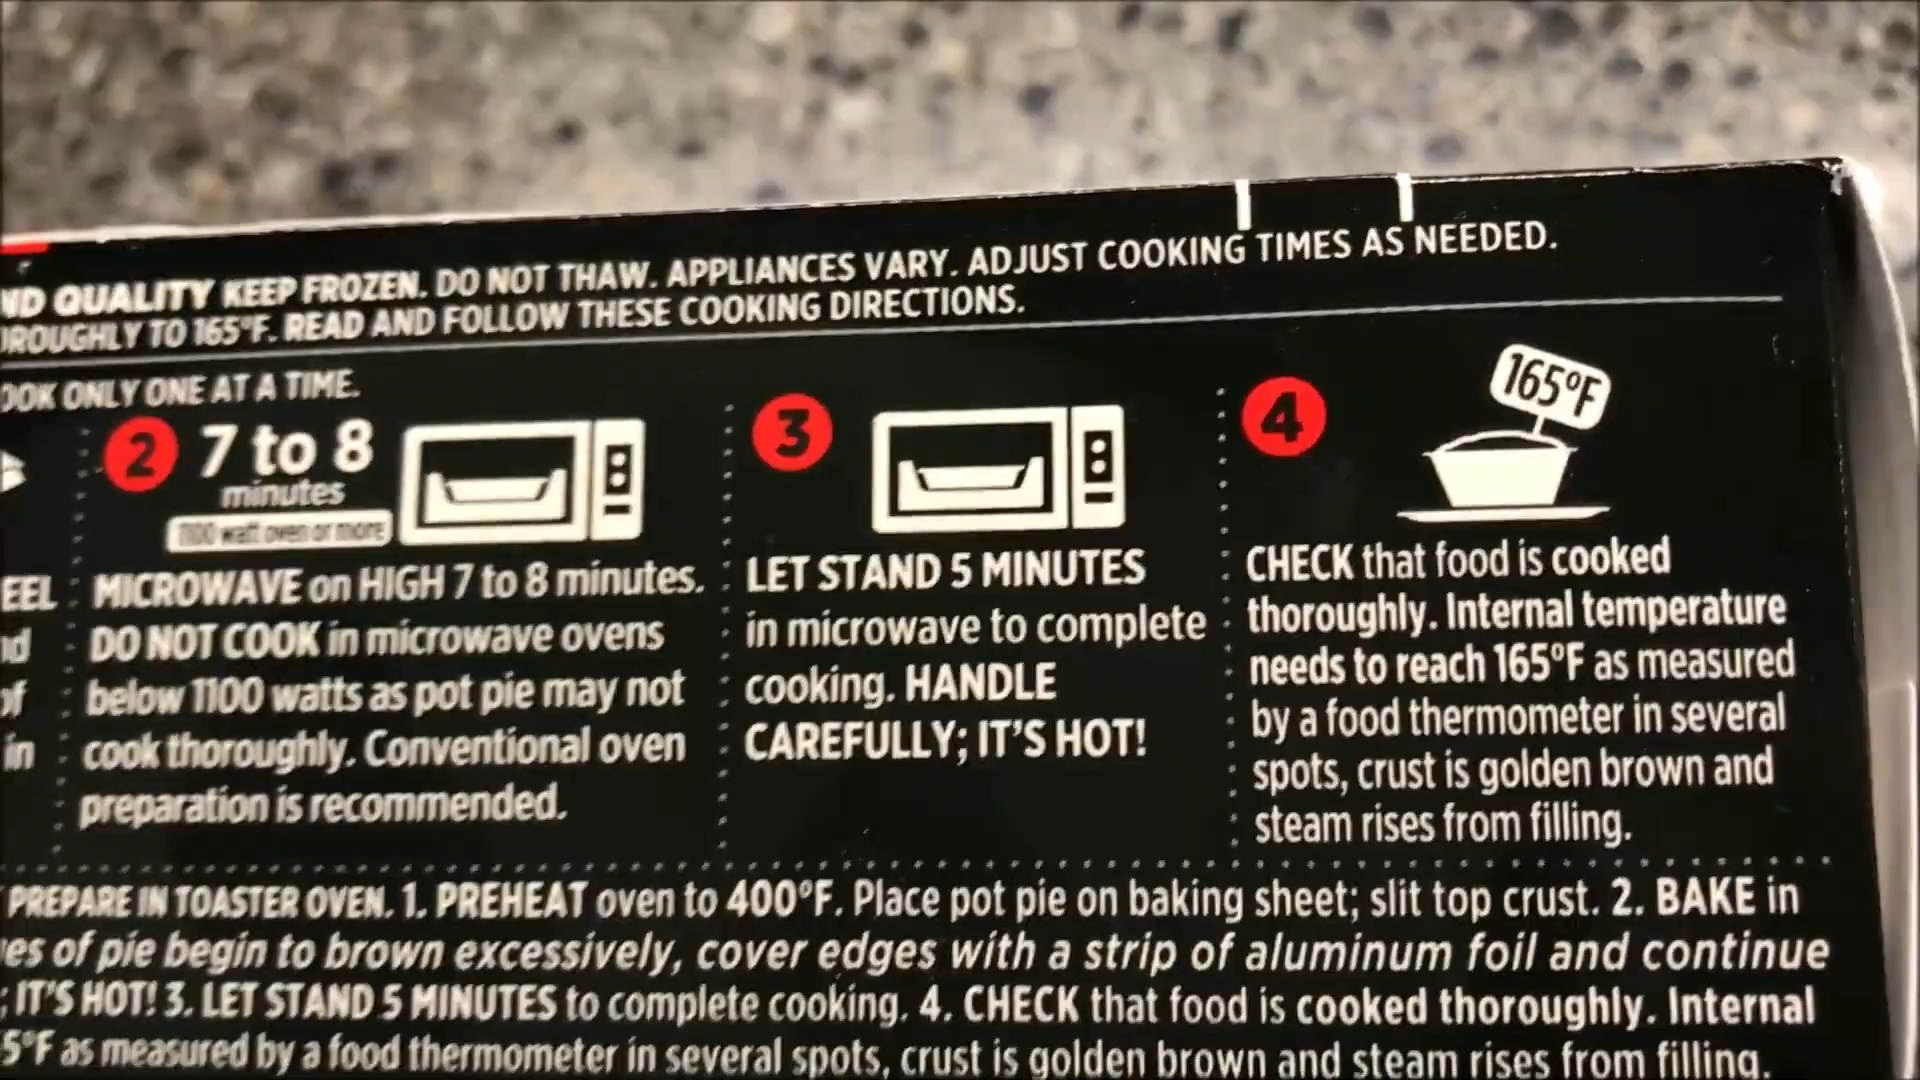 ND QUALITY KEEP FROZEN. DO NOT THAW. APPLIANCES VARY. ADJUST COOKING TIMES AS NEEDED.
ROUGHLY TO 165°F. READ AND FOLLOW THESE COOKING DIRECTIONS.
OOK ONLY ONE AT A TIME.
2 7 to 8
minutes
1100 watt oven or more
EEL MICROWAVE on HIGH 7 to 8 minutes.
nd DO NOT COOK in microwave ovens
of below 1100 watts as pot pie may not
in cook thoroughly. Conventional oven
preparation is recommended.
3
LET STAND 5 MINUTES
in microwave to complete
cooking. HANDLE
CAREFULLY; IT'S HOT!
4
165°F
CHECK that food is cooked
thoroughly. Internal temperature
needs to reach 165°F as measured
by a food thermometer in several
spots, crust is golden brown and
steam rises from filling.
PREPARE IN TOASTER OVEN. 1. PREHEAT oven to 400°F. Place pot pie on baking sheet; slit top crust. 2. BAKE in
es of pie begin to brown excessively, cover edges with a strip of aluminum foil and continue
; IT'S HOT! 3. LET STAND 5 MINUTES to complete cooking. 4. CHECK that food is cooked thoroughly. Internal
5°F as measured by a food thermometer in several spots, crust is golden brown and steam rises from filling.